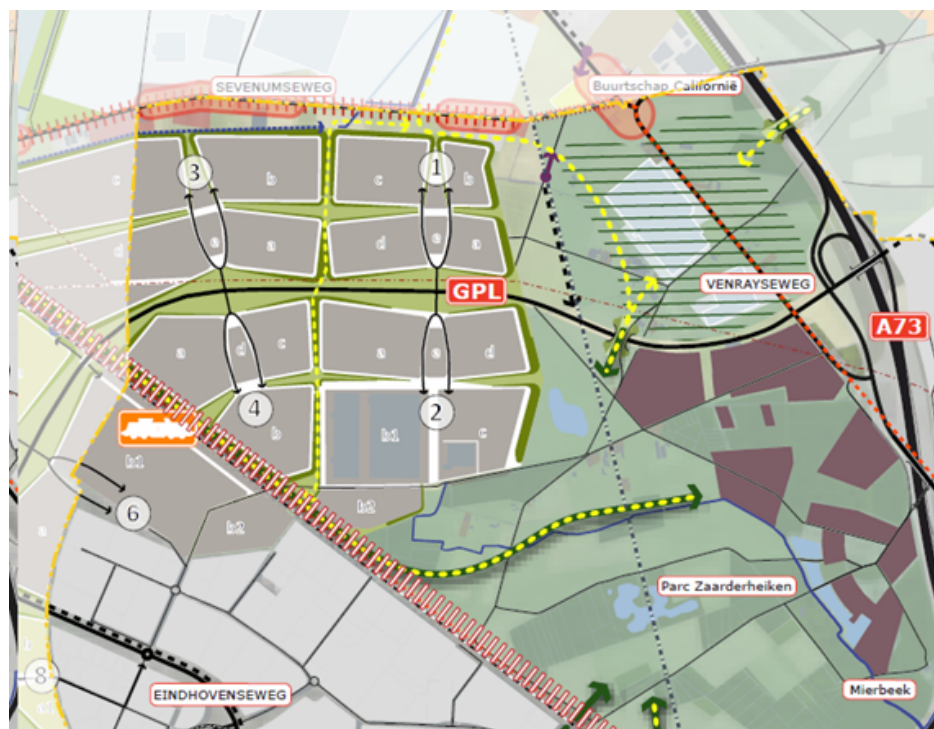 SEVENUMSEWEG
Buurtschap Californië
c
b
3
c
1
b
d
e
a
d
e
a
GPL
VENRAYSEWEG
A73
a
d
c
a
e
d
4
b
2
b1
c
b1
6
b2
b2
a
Parc Zaarderheiken
8
EINDHOVENSEWEG
Mierbeek